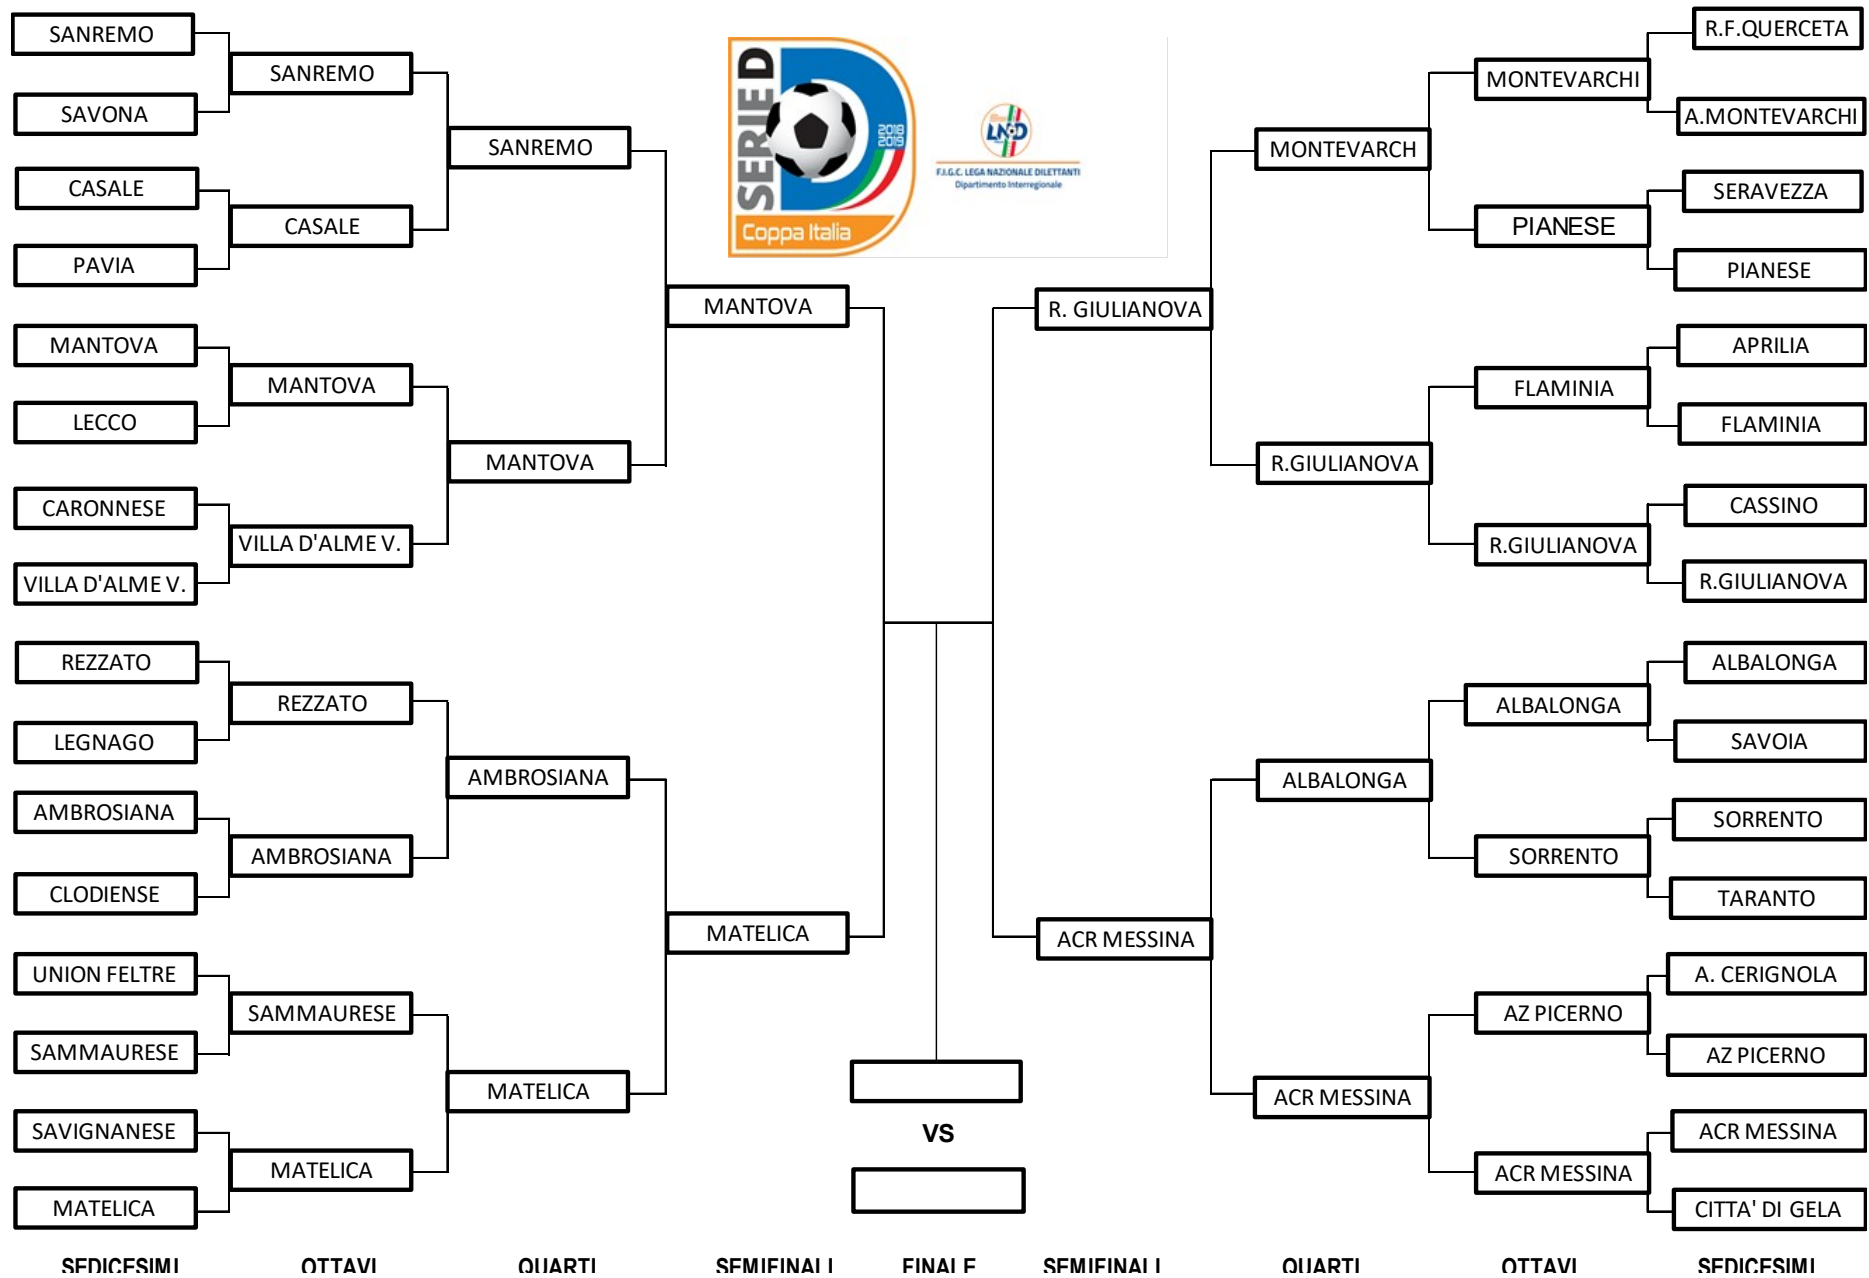 SANREMO
SAVONA
CASALE
PAVIA
MANTOVA
LECCO
CARONNESE
VILLA D'ALME V.
REZZATO
LEGNAGO
AMBROSIANA
CLODIENSE
UNION FELTRE
SAMMAURESE
SAVIGNANESE
MATELICA
SEDICESIMI
SANREMO
CASALE
MANTOVA
VILLA D'ALME V.
REZZATO
AMBROSIANA
SAMMAURESE
MATELICA
OTTAVI
SANREMO
MANTOVA
AMBROSIANA
MATELICA
QUARTI
MANTOVA
MATELICA
SEMIFINALI
SERIE D
2018
2019
Coppa Italia
LND
F.I.G.C. LEGA NAZIONALE DILETTANTI
Dipartimento Interregionale
VS
FINALE
R. GIULIANOVA
ACR MESSINA
SEMIFINALI
MONTEVARCH
R.GIULIANOVA
ALBALONGA
ACR MESSINA
QUARTI
MONTEVARCHI
PIANESE
FLAMINIA
R.GIULIANOVA
ALBALONGA
SORRENTO
AZ PICERNO
ACR MESSINA
OTTAVI
R.F.QUERCETA
A.MONTEVARCHI
SERAVEZZA
PIANESE
APRILIA
FLAMINIA
CASSINO
R.GIULIANOVA
ALBALONGA
SAVOIA
SORRENTO
TARANTO
A. CERIGNOLA
AZ PICERNO
ACR MESSINA
CITTA' DI GELA
SEDICESIMI